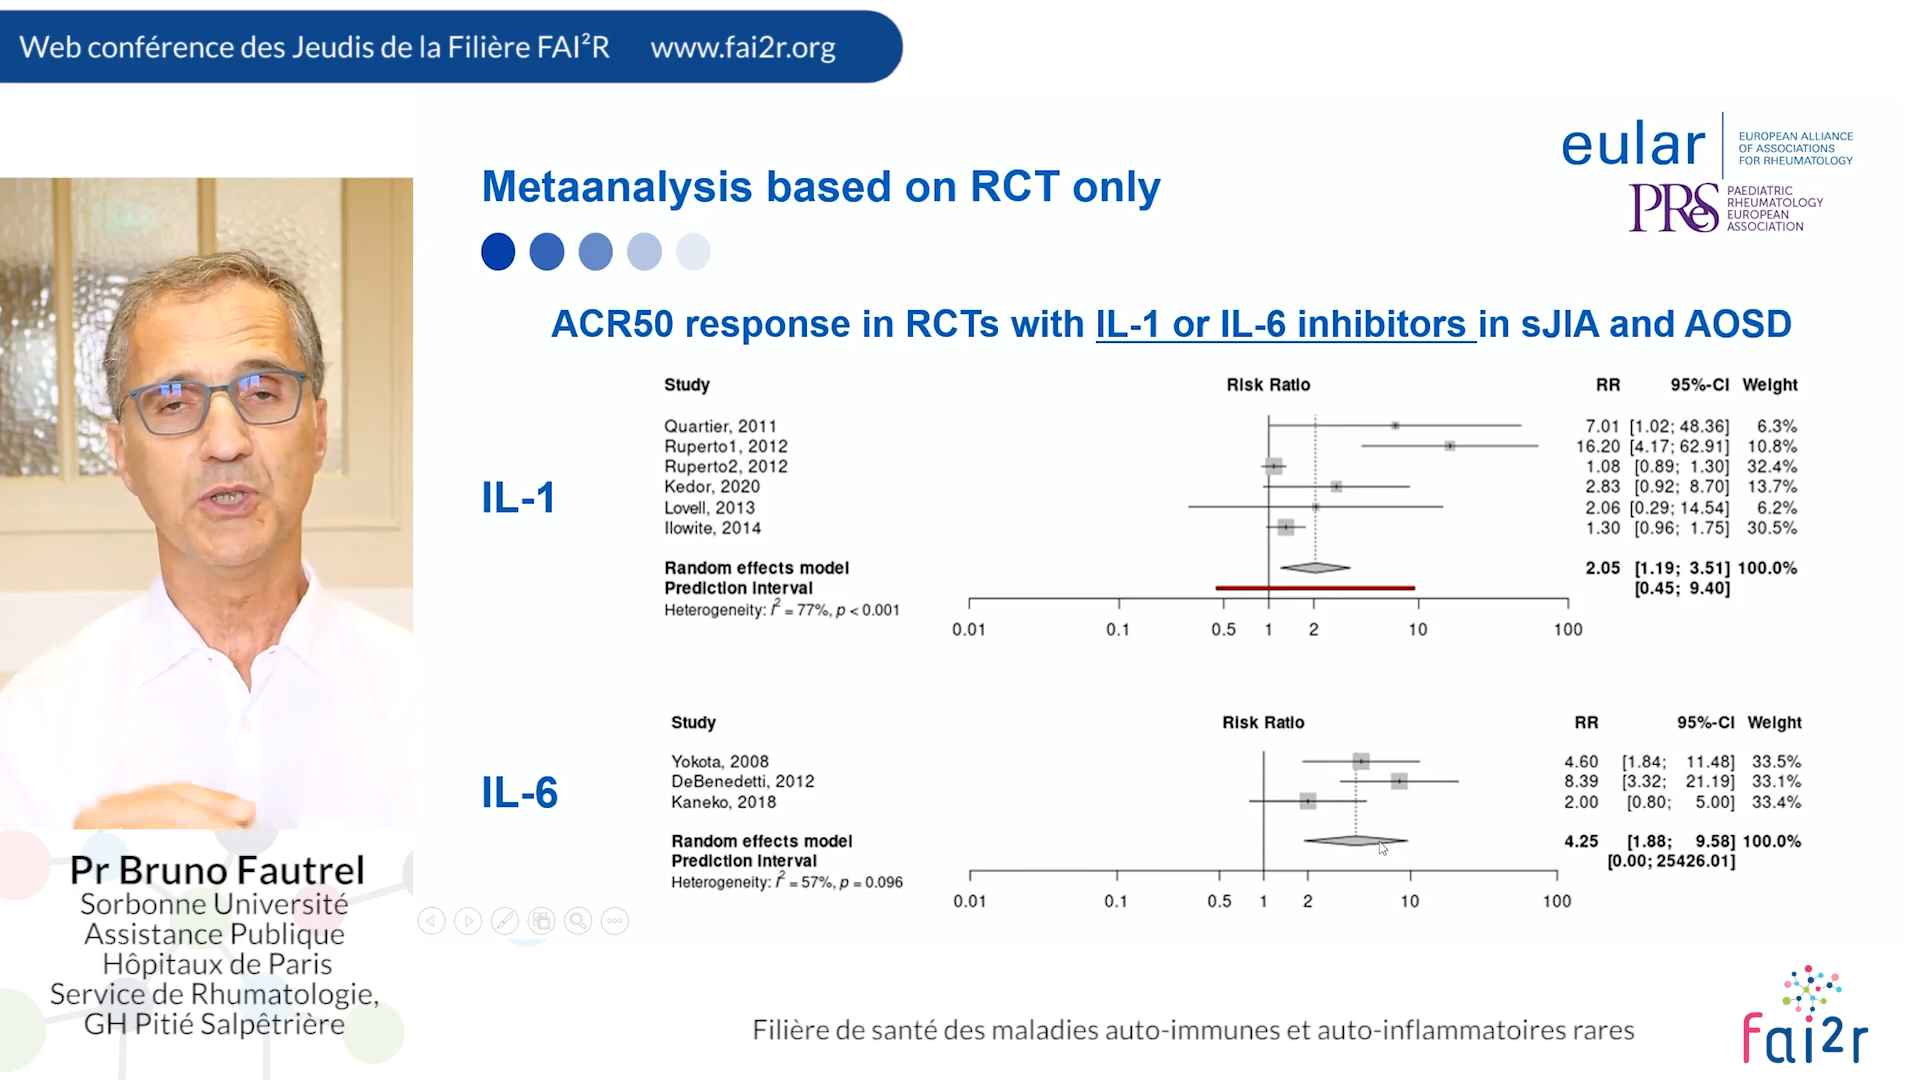 Web conférence des Jeudis de la Filière FAI²R www.fai2r.org
eular EUROPEAN ALLIANCE
OF ASSOCIATIONS
FOR RHEUMATOLOGY
PReS PAEDIATRIC
RHEUMATOLOGY
EUROPEAN
ASSOCIATION
Metaanalysis based on RCT only
ACR50 response in RCTs with IL-1 or IL-6 inhibitors in sJIA and AOSD
IL-1
Study Risk Ratio RR 95%-CI Weight
Quartier, 2011 7.01 [1.02; 48.36] 6.3%
Ruperto1, 2012 16.20 [4.17; 62.91] 10.8%
Ruperto2, 2012 1.08 [0.89; 1.30] 32.4%
Kedor, 2020 2.83 [0.92; 8.70] 13.7%
Lovell, 2013 2.06 [0.29; 14.54] 6.2%
Ilowite, 2014 1.30 [0.96; 1.75] 30.5%
Random effects model 2.05 [1.19; 3.51] 100.0%
Prediction Interval [0.45; 9.40]
Heterogeneity: I² = 77%, p < 0.001
0.01 0.1 0.5 1 2 10 100
IL-6
Study Risk Ratio RR 95%-CI Weight
Yokota, 2008 4.60 [1.84; 11.48] 33.5%
DeBenedetti, 2012 8.39 [3.32; 21.19] 33.1%
Kaneko, 2018 2.00 [0.80; 5.00] 33.4%
Random effects model 4.25 [1.88; 9.58] 100.0%
Prediction Interval [0.00; 25426.01]
Heterogeneity: I² = 57%, p = 0.096
0.01 0.1 0.5 1 2 10 100
Pr Bruno Fautrel
Sorbonne Université
Assistance Publique
Hôpitaux de Paris
Service de Rhumatologie,
GH Pitié Salpêtrière
Filière de santé des maladies auto-immunes et auto-inflammatoires rares
fai2r